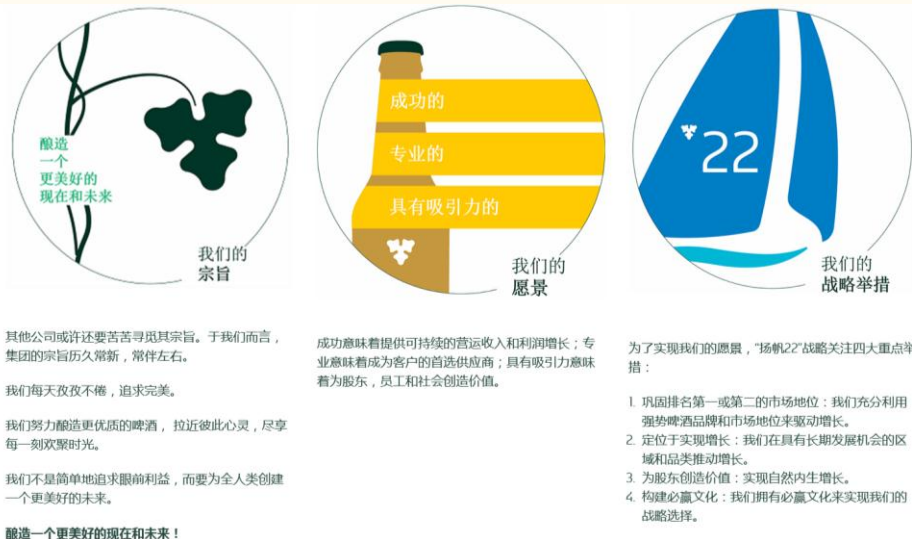 酿造
一个
更美好的
现在和未来
我们的
宗旨
其他公司或许还要苦苦寻觅其宗旨。于我们而言，
集团的宗旨历久常新，常伴左右。
我们每天孜孜不倦，追求完美。
我们努力酿造更优质的啤酒， 拉近彼此心灵，尽享
每一刻欢聚时光。
我们不是简单地追求眼前利益，而要为全人类创建
一个更美好的未来。
酿造一个更美好的现在和未来！
成功的
专业的
具有吸引力的
我们的
愿景
成功意味着提供可持续的营运收入和利润增长；专
业意味着成为客户的首选供应商；具有吸引力意味
着为股东，员工和社会创造价值。
22
我们的
战略举措
为了实现我们的愿景，“扬帆22”战略关注四大重点举
措：
1. 巩固排名第一或第二的市场地位：我们充分利用
强势啤酒品牌和市场地位来驱动增长。
2. 定位于实现增长：我们在具有长期发展机会的区
域和品类推动增长。
3. 为股东创造价值：实现自然内生增长。
4. 构建必赢文化：我们拥有必赢文化来实现我们的
战略选择。